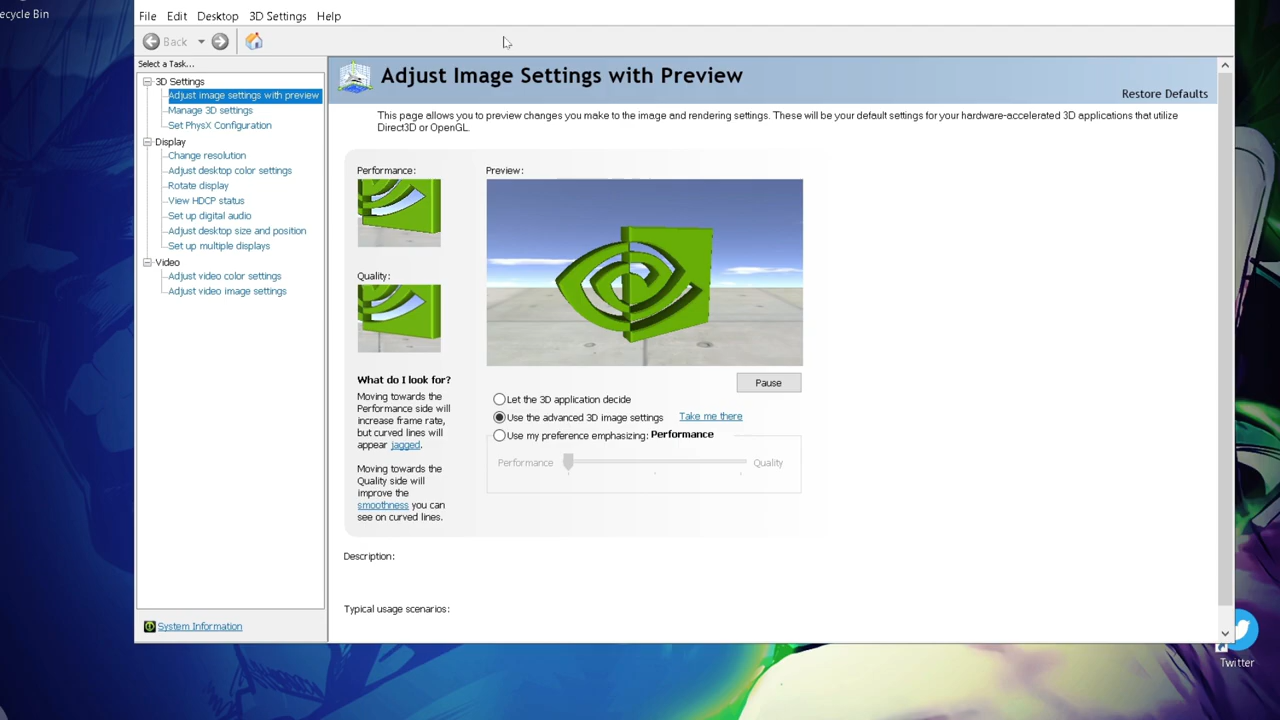 ecycle Bin
File Edit Desktop 3D Settings Help
Back
Select a Task...
3D Settings
Adjust image settings with preview
Manage 3D settings
Set PhysX Configuration
Display
Change resolution
Adjust desktop color settings
Rotate display
View HDCP status
Set up digital audio
Adjust desktop size and position
Set up multiple displays
Video
Adjust video color settings
Adjust video image settings
System Information
Adjust Image Settings with Preview
Restore Defaults
This page allows you to preview changes you make to the image and rendering settings. These will be your default settings for your hardware-accelerated 3D applications that utilize
Direct3D or OpenGL.
Performance:
Quality:
What do I look for?
Moving towards the
Performance side will
increase frame rate,
but curved lines will
appear jagged.
Moving towards the
Quality side will
improve the
smoothness you can
see on curved lines.
Preview:
Pause
Let the 3D application decide
Use the advanced 3D image settings Take me there
Use my preference emphasizing: Performance
Performance Quality
Description:
Typical usage scenarios:
Twitter